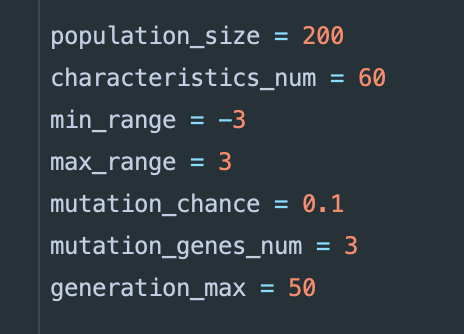 population_size = 200
characteristics_num = 60
min_range = -3
max_range = 3
mutation_chance = 0.1
mutation_genes_num = 3
generation_max = 50